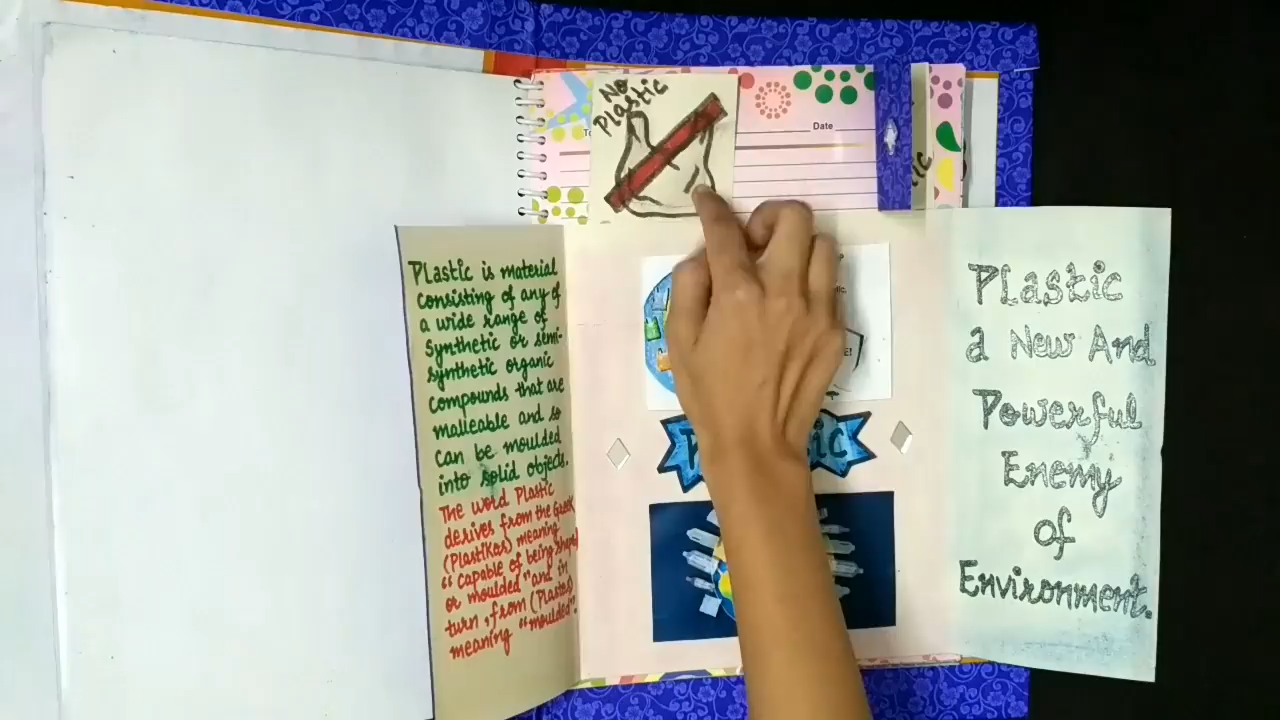 No
Plastic
Date
Plastic is material
consisting of any of
a wide range of
synthetic or semi-
synthetic organic
compounds that are
malleable and so
can be moulded
into solid objects.
The word Plastic
derives from the Greek
(Plastikas) meaning
"capable of being shape
or moulded" and in
turn, from (Plastos)
meaning "moulded".
Plastic
a New And
Powerful
Enemy
of
Environment.